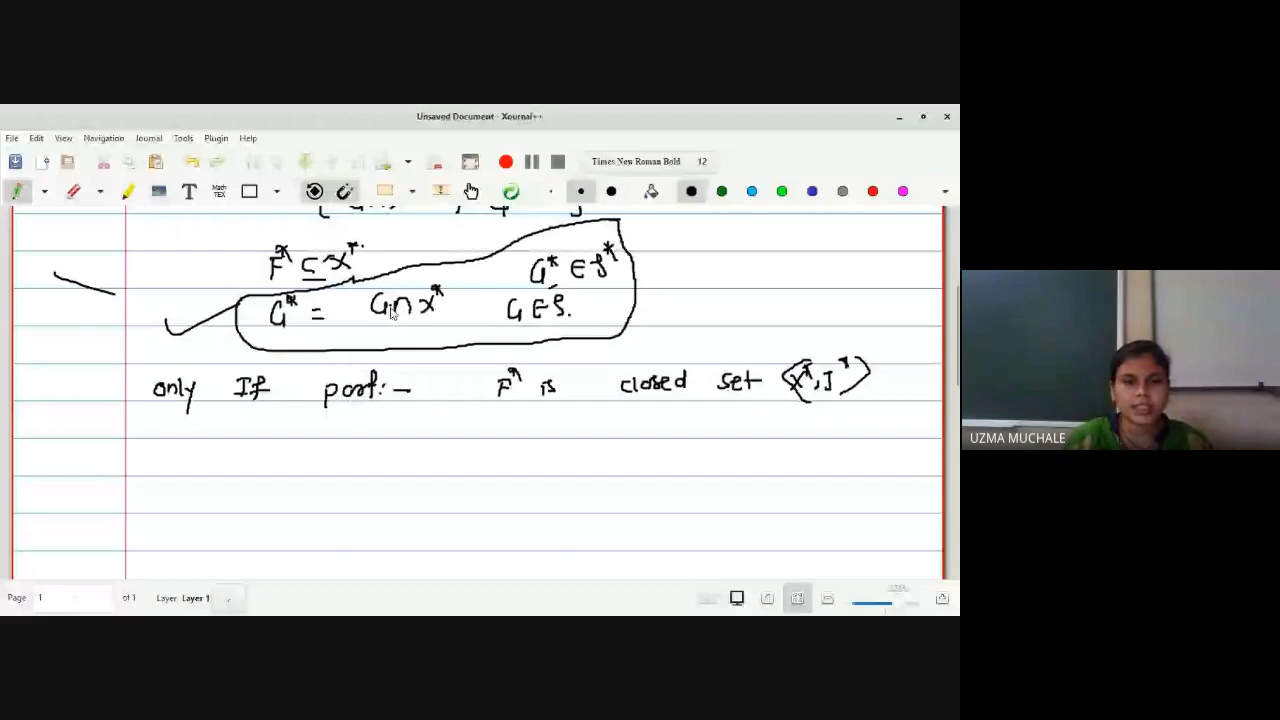 Unsaved Document - Xournal++
File Edit View Navigation Journal Tools Plugin Help
Times New Roman Bold 12
F* ⊆ X*. G* ∈ J*
G* = G∩X* G ∈ J.
only If part:- F* is closed set (X*, J*)
UZMA MUCHALE
Page 1 of 1 Layer Layer 1